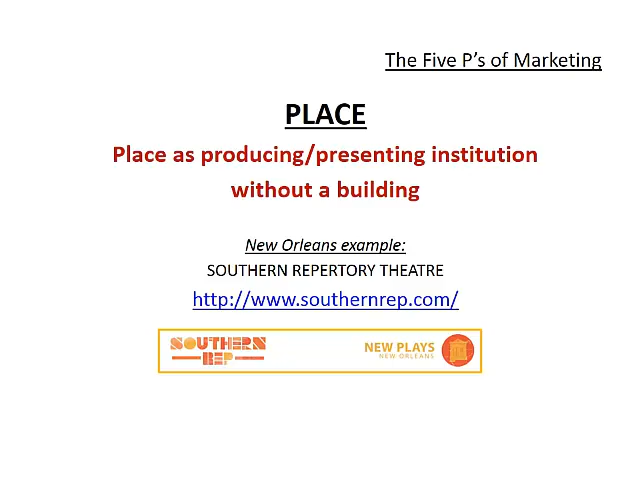 The Five P's of Marketing
PLACE
Place as producing/presenting institution
without a building
New Orleans example:
SOUTHERN REPERTORY THEATRE
http://www.southernrep.com/
SOUTHERN
REP
NEW PLAYS
NEW ORLEANS